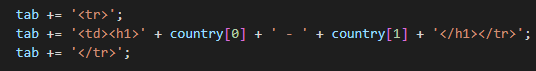 tab += '<tr>';
tab += '<td><h1>' + country[0] + ' - ' + country[1] + '</h1></tr>';
tab += '</tr>';